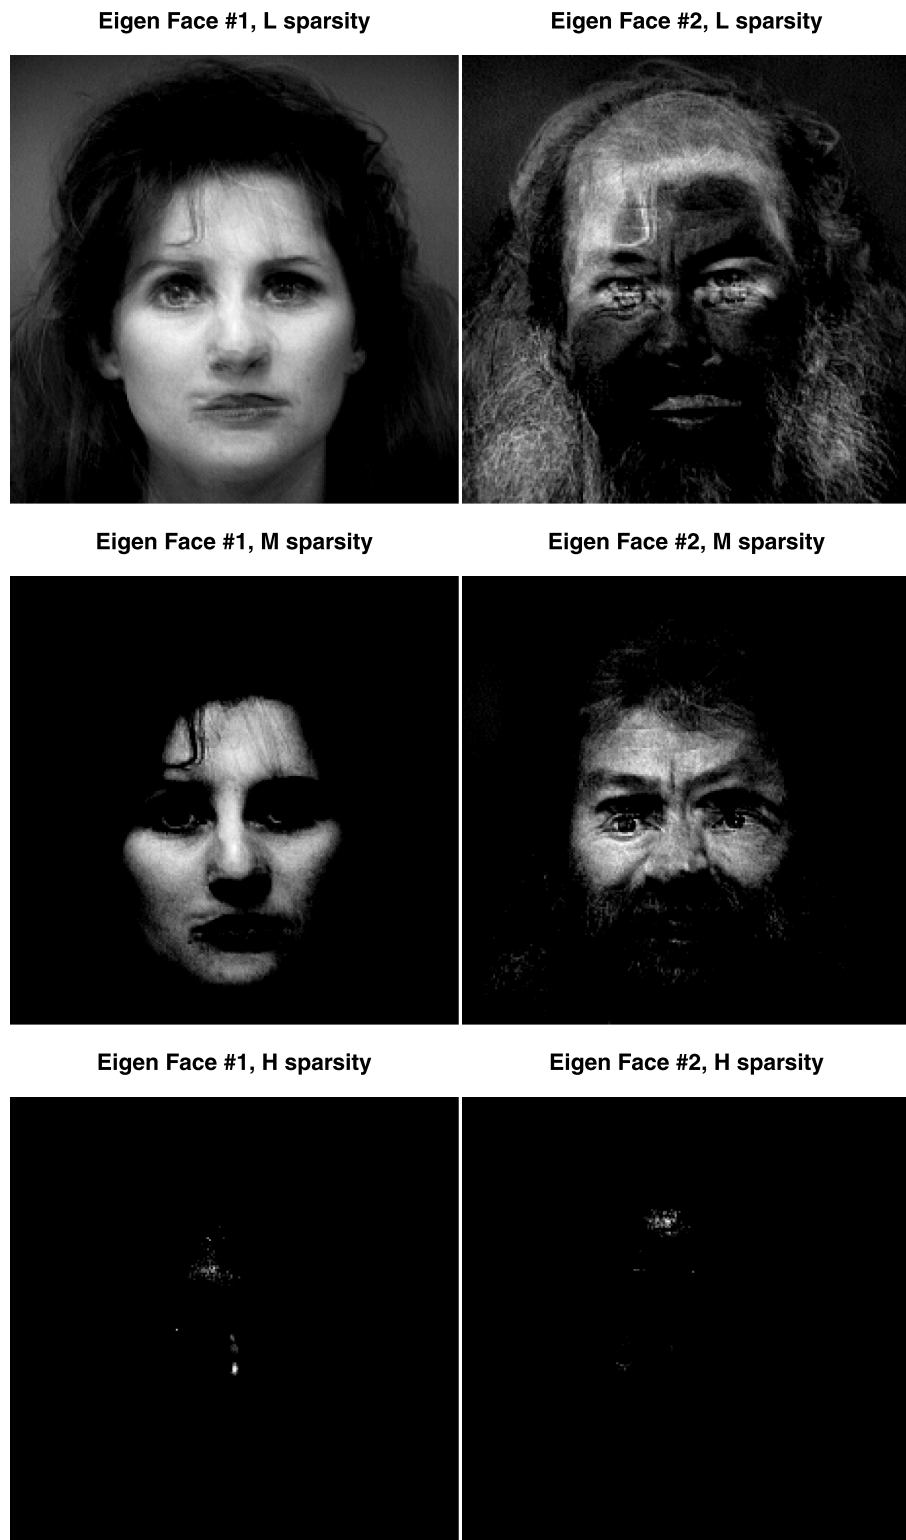 Eigen Face #1, L sparsity
Eigen Face #2, L sparsity
Eigen Face #1, M sparsity
Eigen Face #2, M sparsity
Eigen Face #1, H sparsity
Eigen Face #2, H sparsity